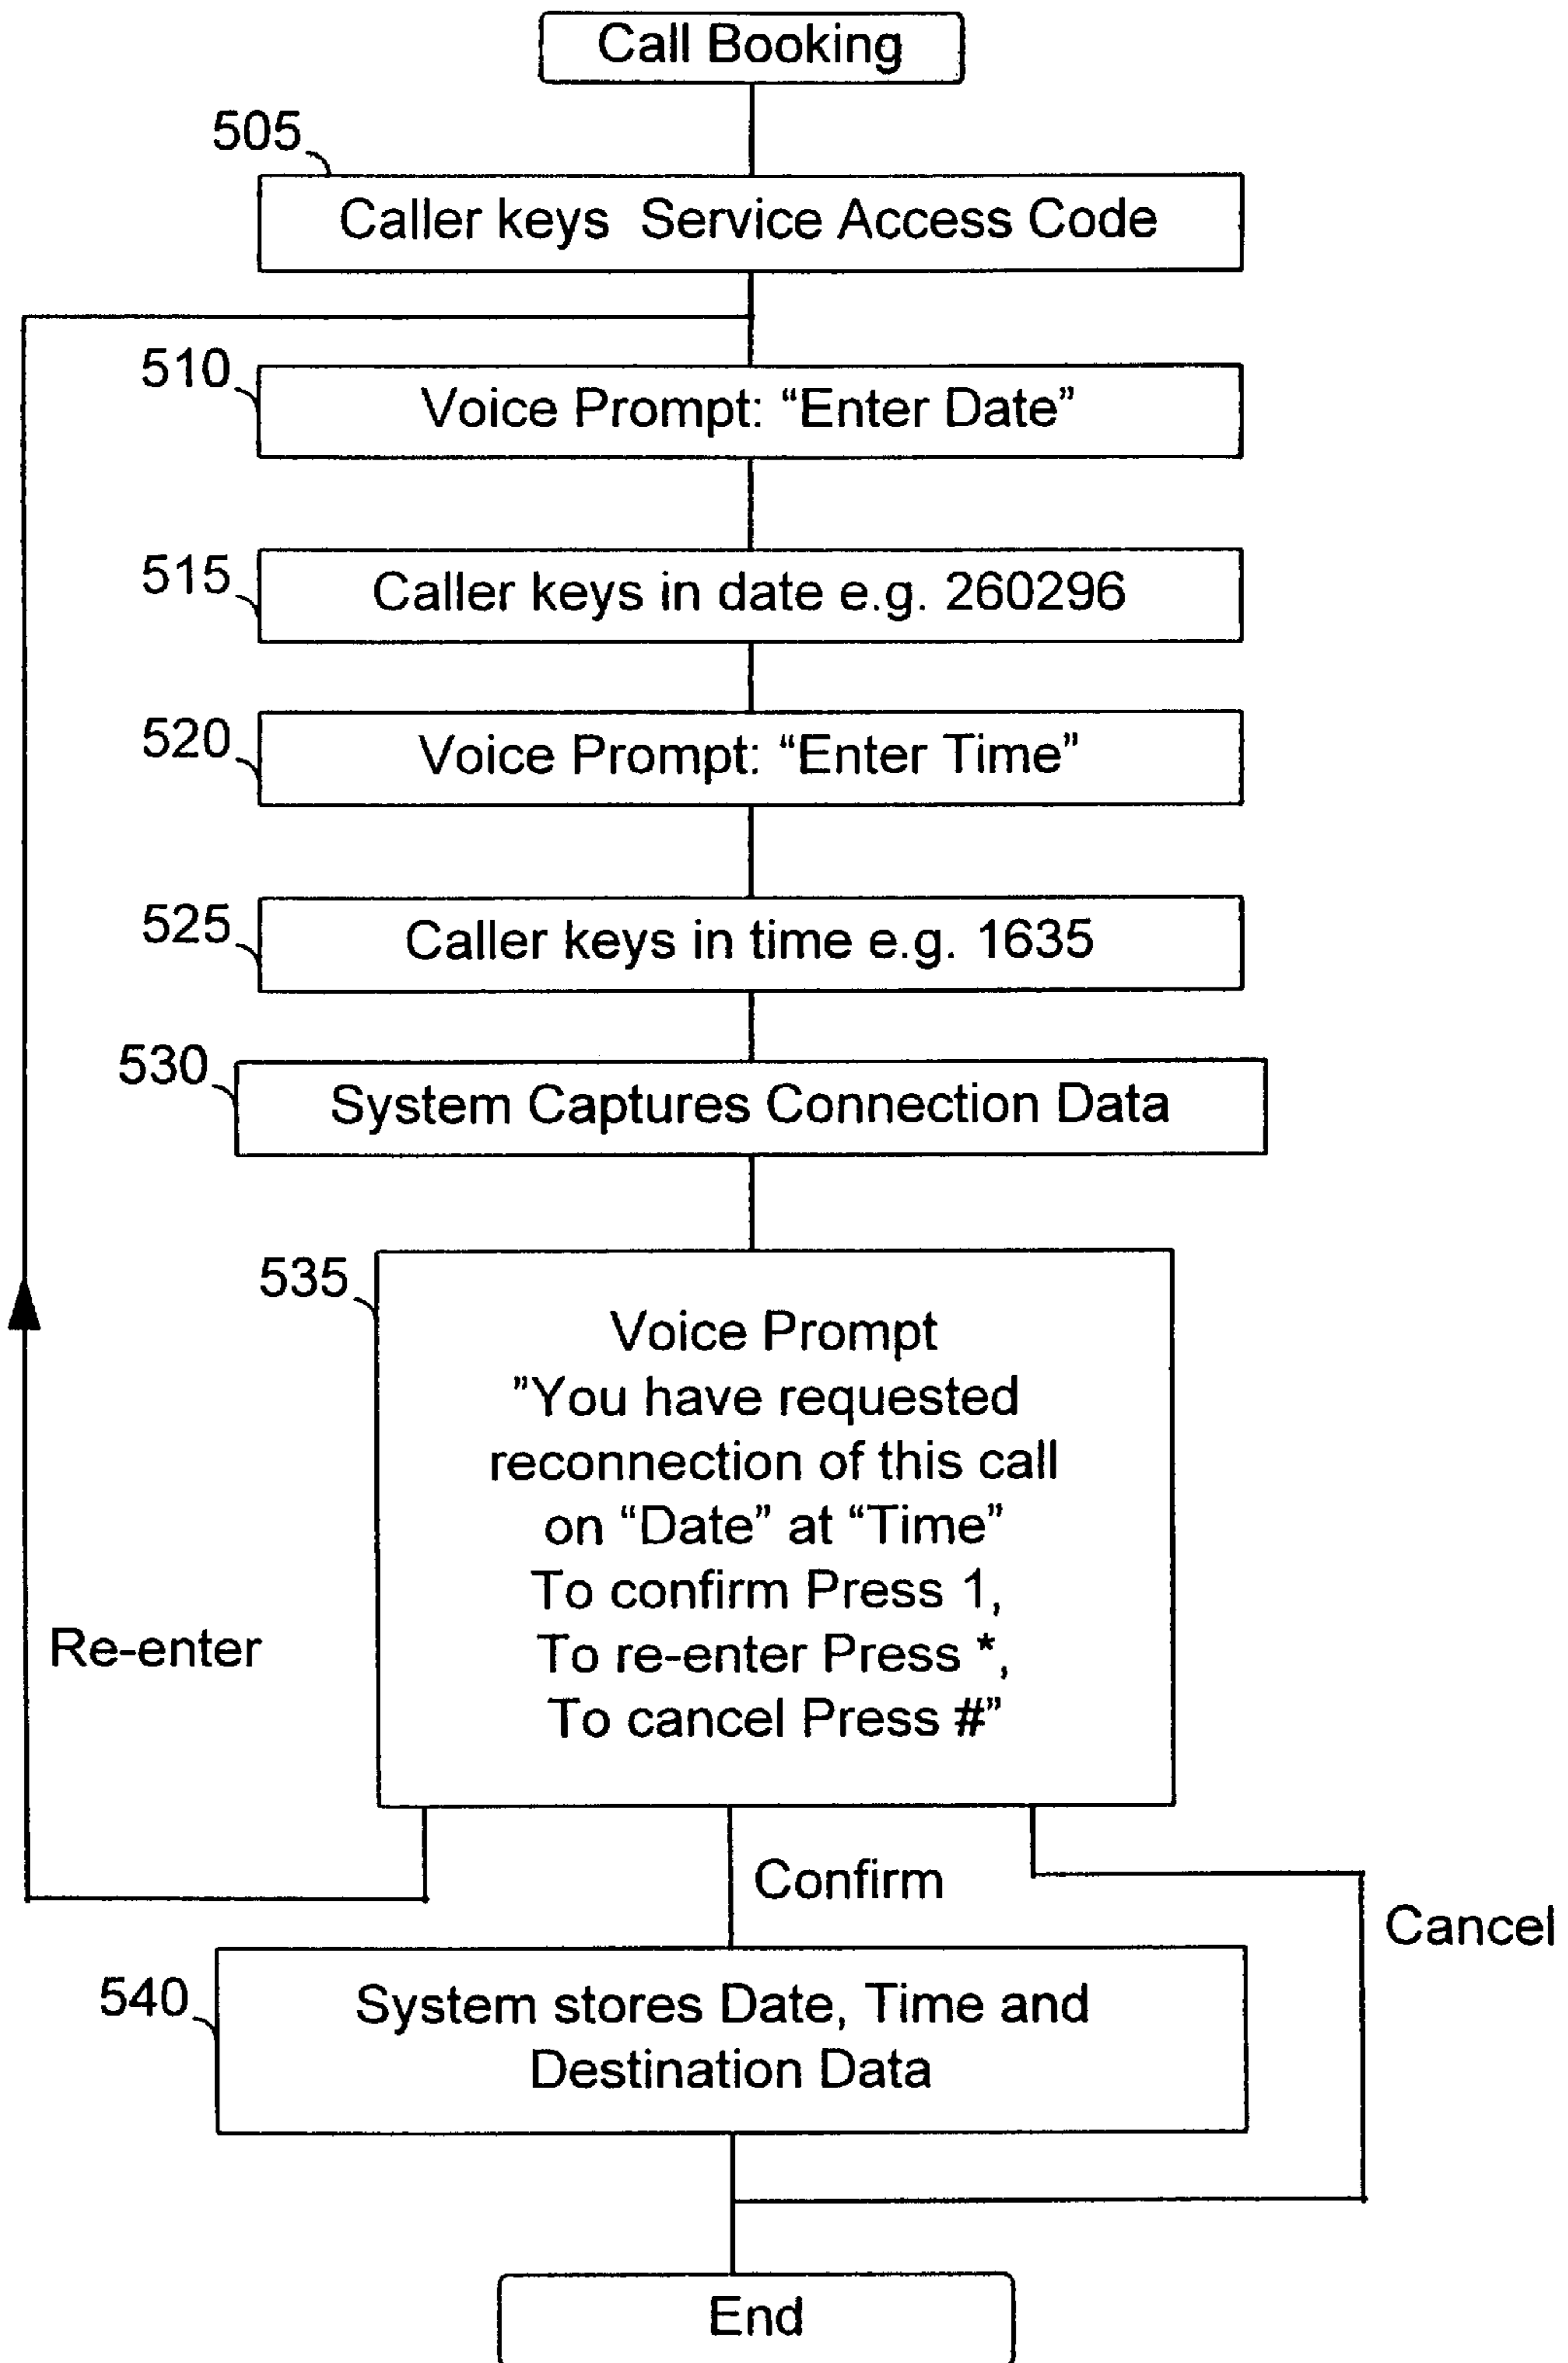 Call Booking
505
Caller keys Service Access Code
510
Voice Prompt: “Enter Date”
515
Caller keys in date e.g. 260296
520
Voice Prompt: “Enter Time”
525
Caller keys in time e.g. 1635
530
System Captures Connection Data
535
Voice Prompt
”You have requested
reconnection of this call
on “Date” at “Time”
To confirm Press 1,
To re-enter Press *,
To cancel Press #”
Re-enter
Confirm
Cancel
540
System stores Date, Time and
Destination Data
End